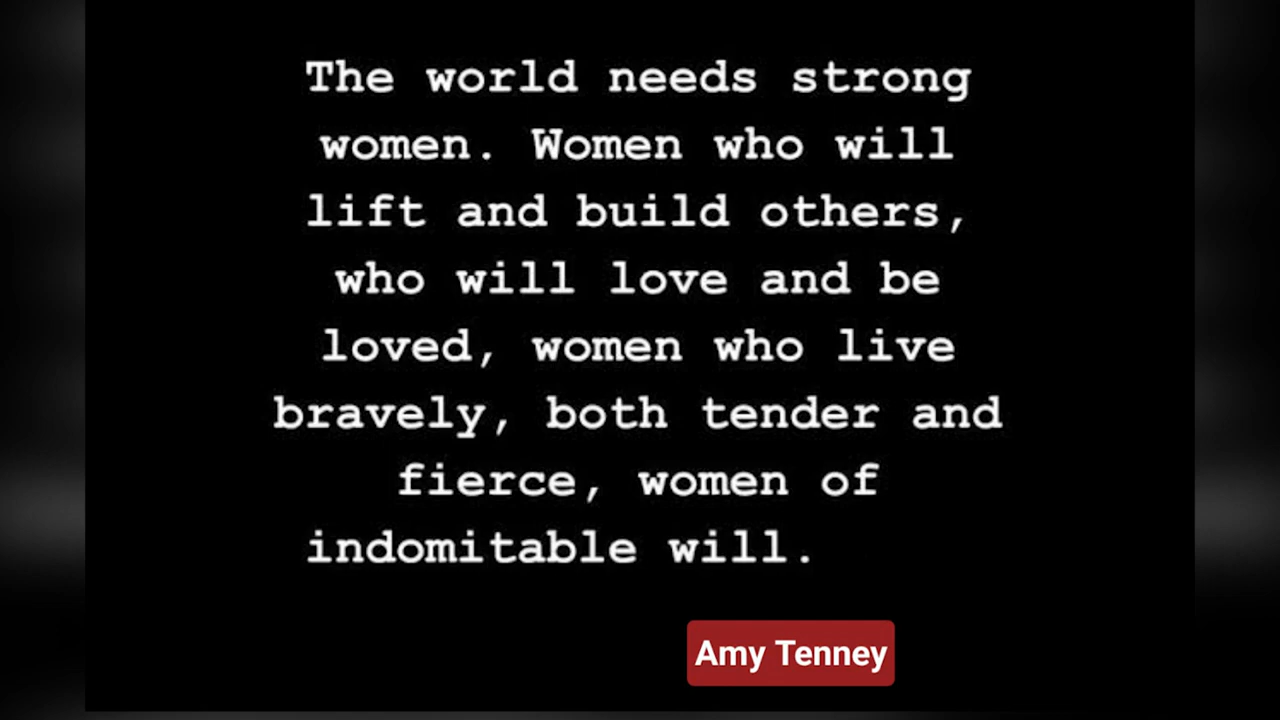 The world needs strong
women. Women who will
lift and build others,
who will love and be
loved, women who live
bravely, both tender and
fierce, women of
indomitable will.
Amy Tenney